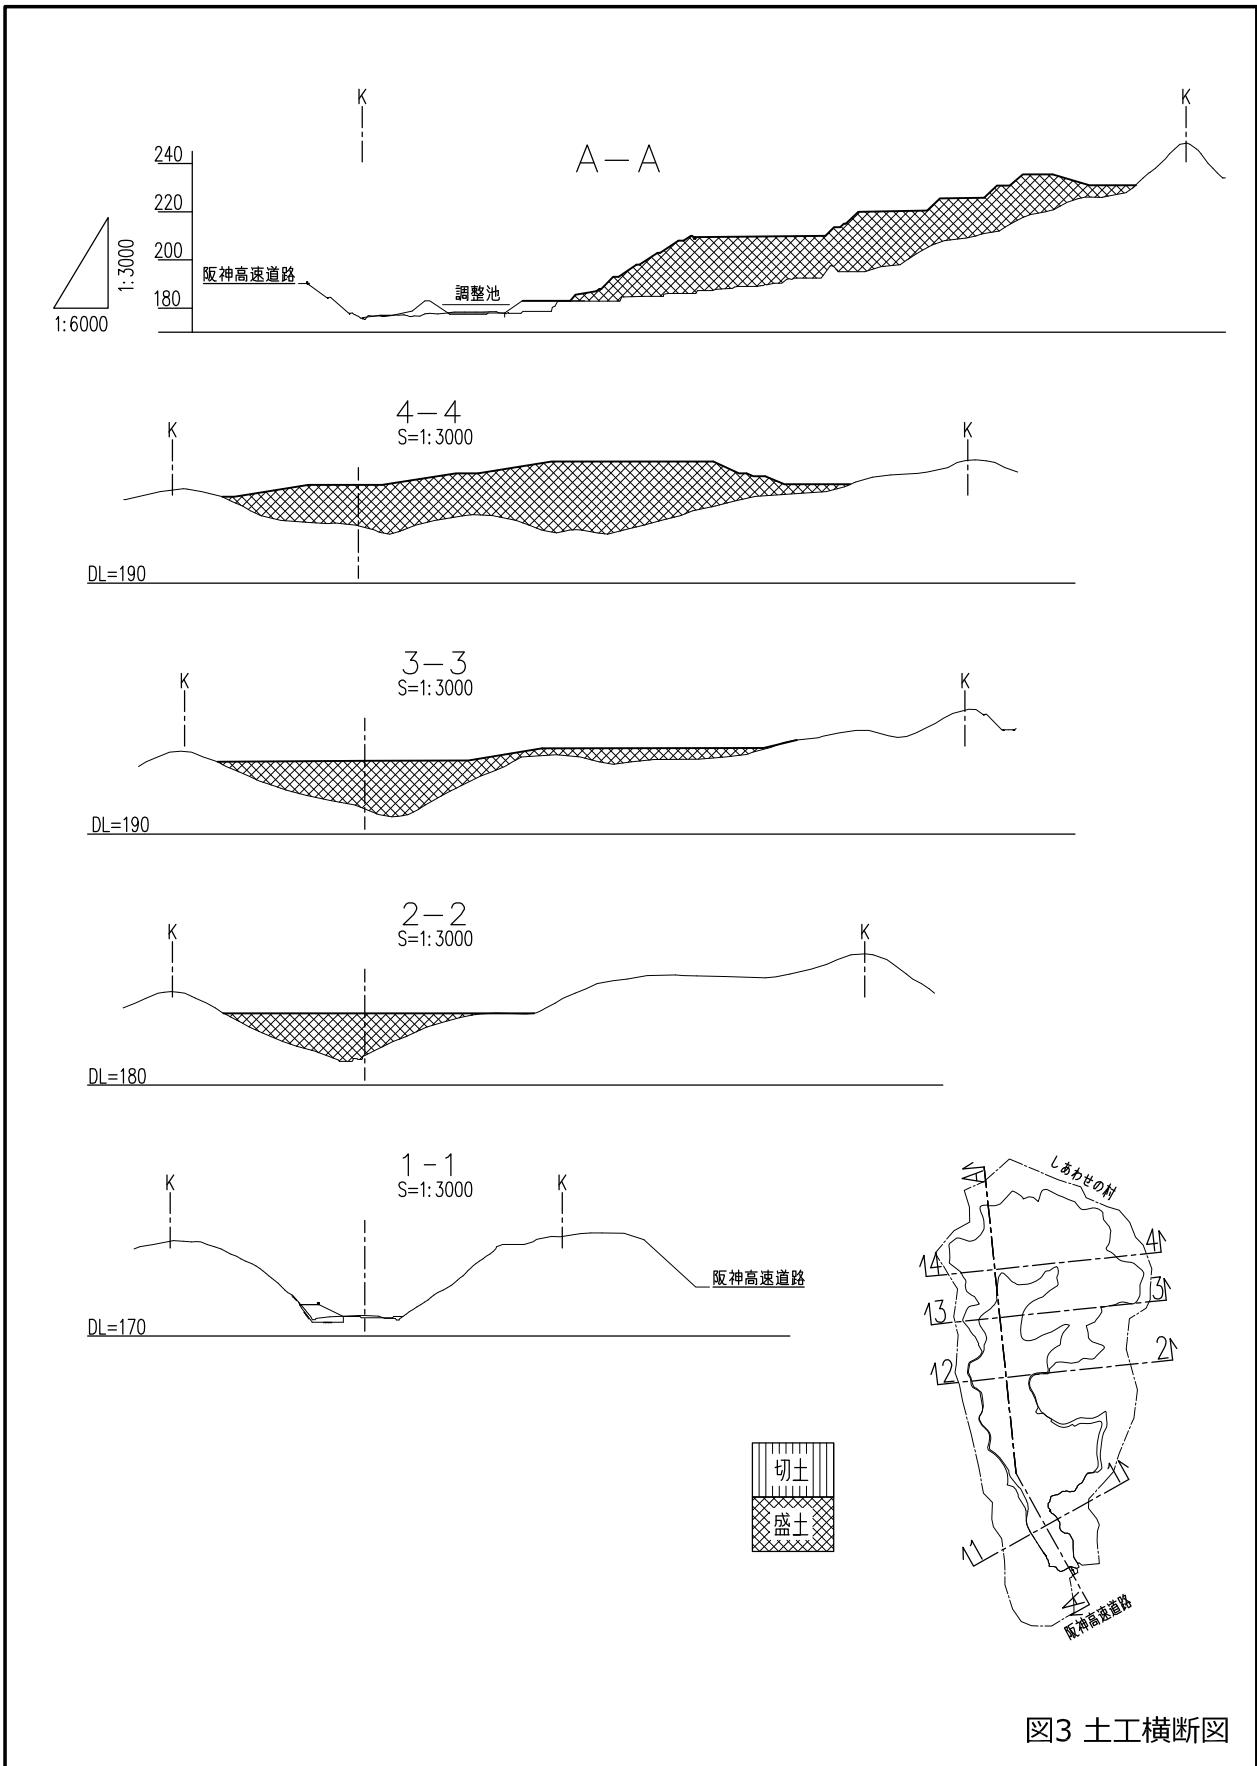 K
K
A-A
240
220
200
180
1:3000
1:6000
阪神高速道路
調整池
4-4
S=1:3000
K
K
DL=190
3-3
S=1:3000
K
K
DL=190
2-2
S=1:3000
K
K
DL=180
1-1
S=1:3000
K
K
阪神高速道路
DL=170
しあわせの村
A
4
4
3
3
2
2
1
1
A
阪神高速道路
切土
盛土
図3 土工横断図